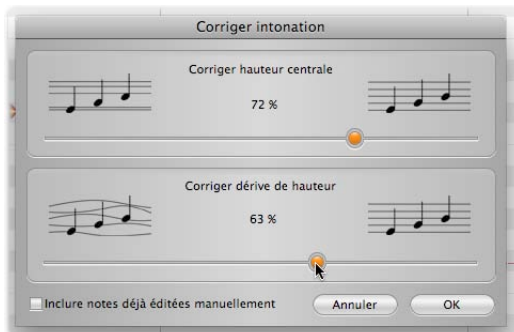 Corriger intonation
Corriger hauteur centrale
72 %
Corriger dérive de hauteur
63 %
Inclure notes déjà éditées manuellement
Annuler
OK